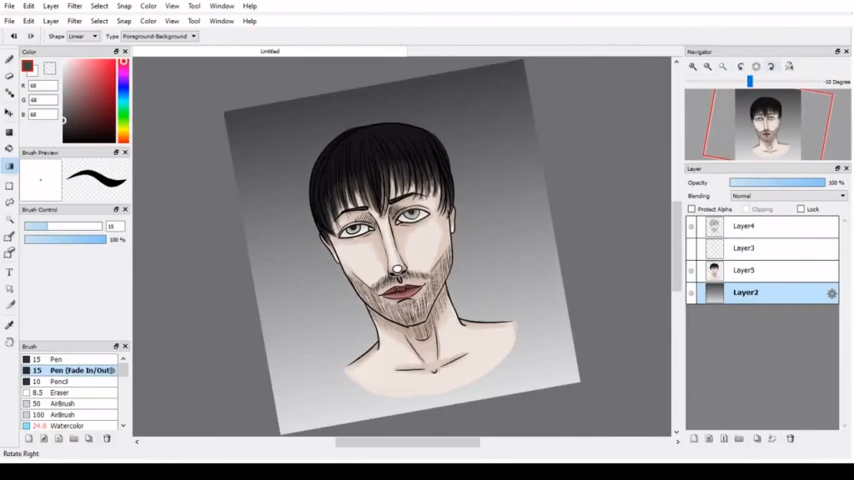 File Edit Layer Filter Select Snap Color View Tool Window Help
File Edit Layer Filter Select Snap Color View Tool Window Help
Shape Linear Type Foreground-Background
Untitled
Color
R 68
G 68
B 68
Brush Preview
Brush Control
15
100 %
Brush
15 Pen
15 Pen (Fade In/Out)
10 Pencil
8.5 Eraser
50 AirBrush
100 AirBrush
24.8 Watercolor
Rotate Right
Navigator
-10 Degree
Layer
Opacity 100 %
Blending Normal
Protect Alpha Clipping Lock
Layer4
Layer3
Layer5
Layer2